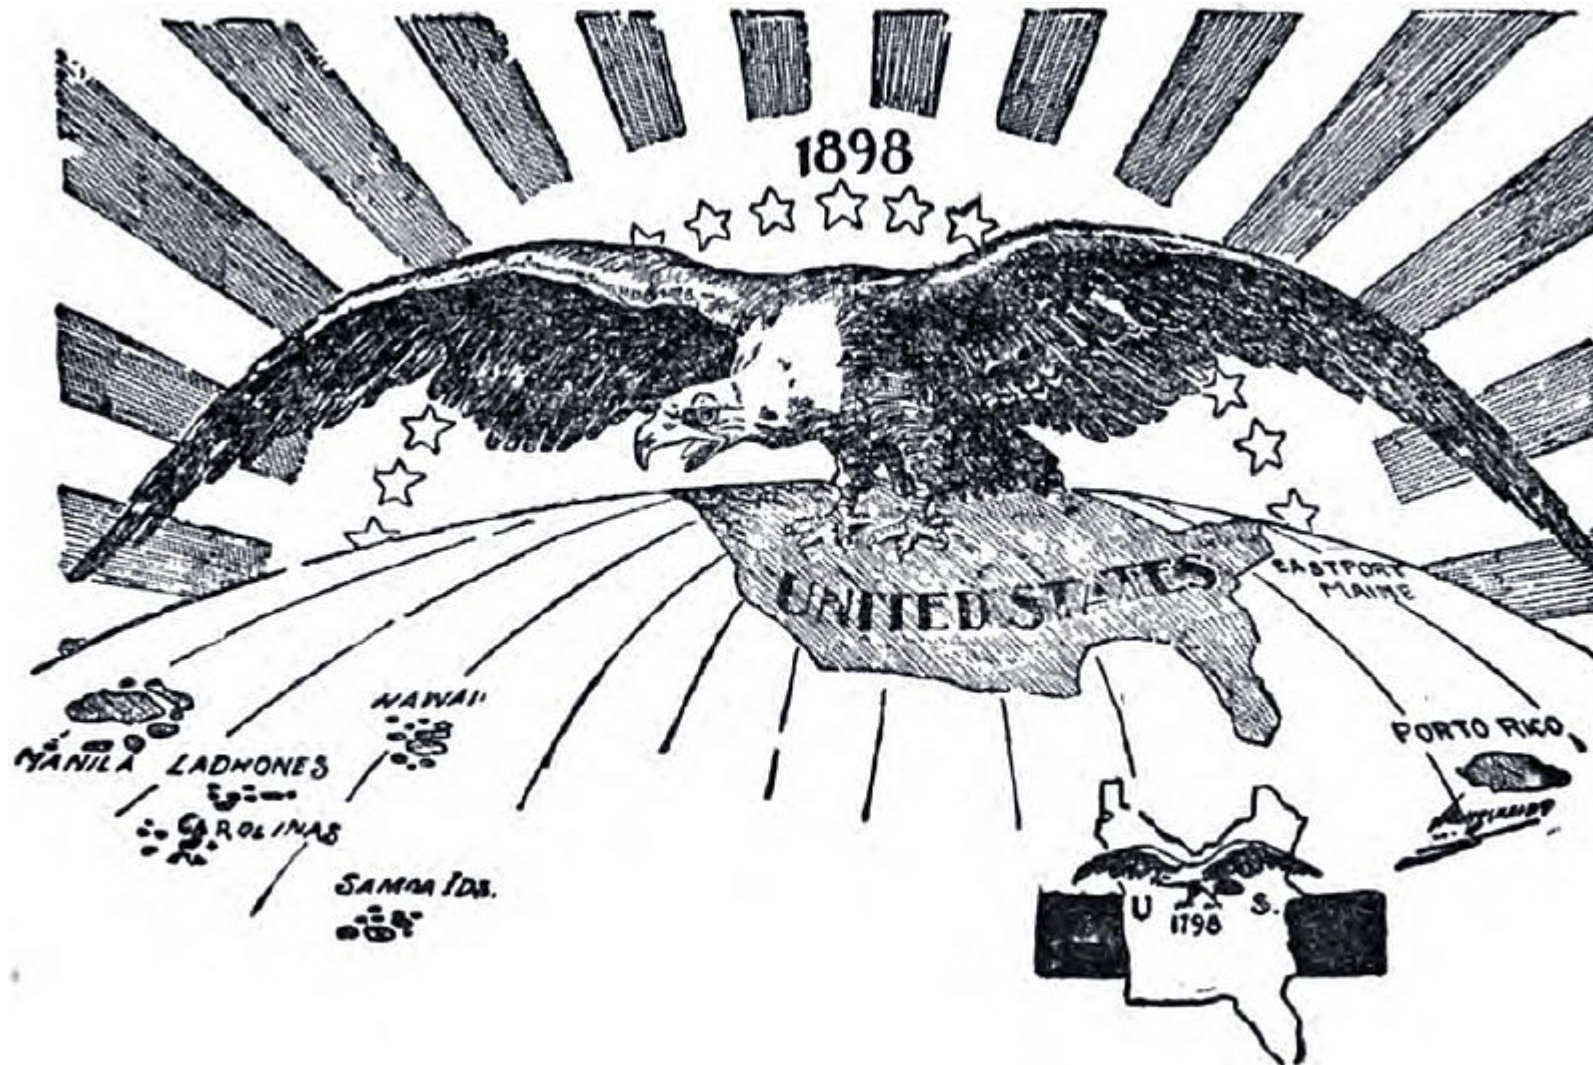 1898
UNITED STATES
EASTPORT
MAINE
HAWAII
PORTO RICO
MANILA
LADRONES
CAROLINAS
SAMOA IDS.
U S.
1798